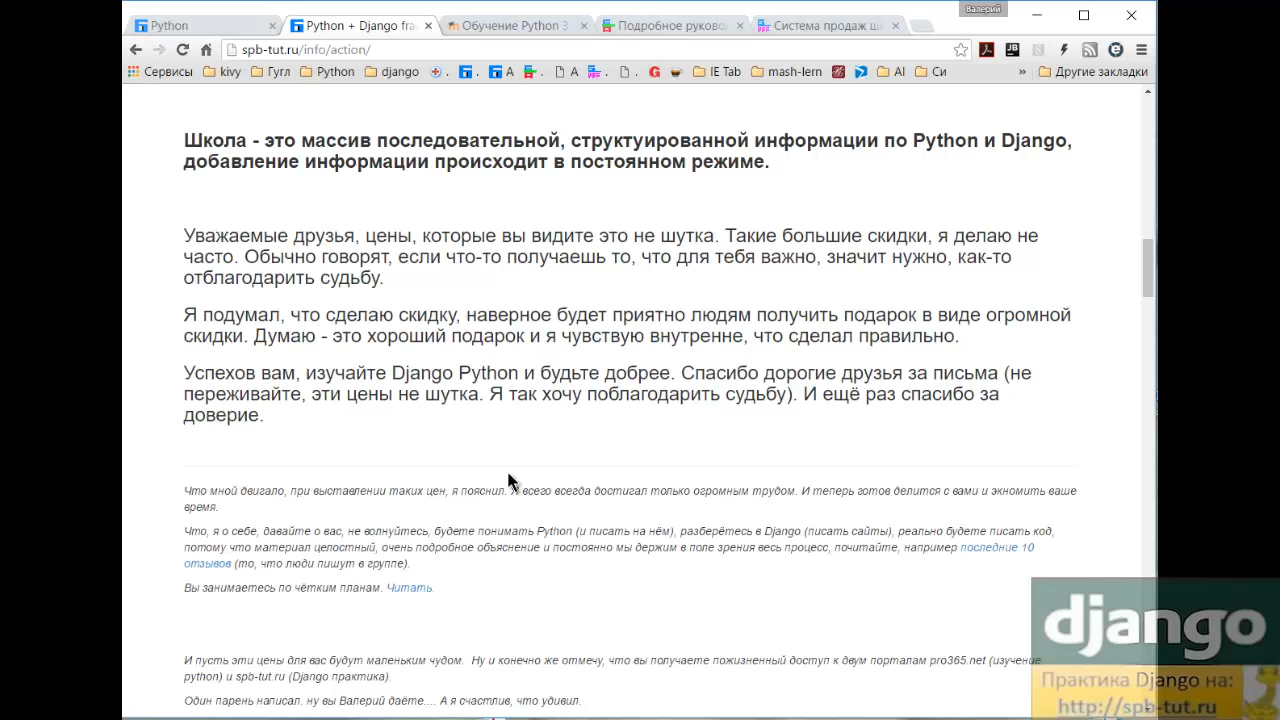 Валерий
Python
Python + Django fra
Обучение Python 3
Подробное руково
Система продаж ш
spb-tut.ru/info/action/
Сервисы kivy Гугл Python django . . A . A . . G IE Tab mash-lern AI Си » Другие закладки
Школа - это массив последовательной, структуированной информации по Python и Django,
добавление информации происходит в постоянном режиме.
Уважаемые друзья, цены, которые вы видите это не шутка. Такие большие скидки, я делаю не
часто. Обычно говорят, если что-то получаешь то, что для тебя важно, значит нужно, как-то
отблагодарить судьбу.
Я подумал, что сделаю скидку, наверное будет приятно людям получить подарок в виде огромной
скидки. Думаю - это хороший подарок и я чувствую внутренне, что сделал правильно.
Успехов вам, изучайте Django Python и будьте добрее. Спасибо дорогие друзья за письма (не
переживайте, эти цены не шутка. Я так хочу поблагодарить судьбу). И ещё раз спасибо за
доверие.
Что мной двигало, при выставлении таких цен, я пояснил. Я всего всегда достигал только огромным трудом. И теперь готов делится с вами и экномить ваше
время.
Что, я о себе, давайте о вас, не волнуйтесь, будете понимать Python (и писать на нём), разберётесь в Django (писать сайты), реально будете писать код,
потому что материал целостный, очень подробное объяснение и постоянно мы держим в поле зрения весь процесс, почитайте, например последние 10
отзывов (то, что люди пишут в группе).
Вы занимаетесь по чётким планам. Читать.
И пусть эти цены для вас будут маленьким чудом. Ну и конечно же отмечу, что вы получаете пожизненный доступ к двум порталам pro365.net (изучение
python) и spb-tut.ru (Django практика).
Один парень написал. ну вы Валерий даёте.... А я счастлив, что удивил.
django
Практика Django на:
http://spb-tut.ru